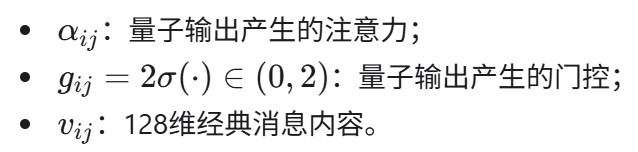 • αᵢⱼ：量子输出产生的注意力；
• gᵢⱼ = 2σ(·) ∈ (0, 2)：量子输出产生的门控；
• vᵢⱼ：128维经典消息内容。